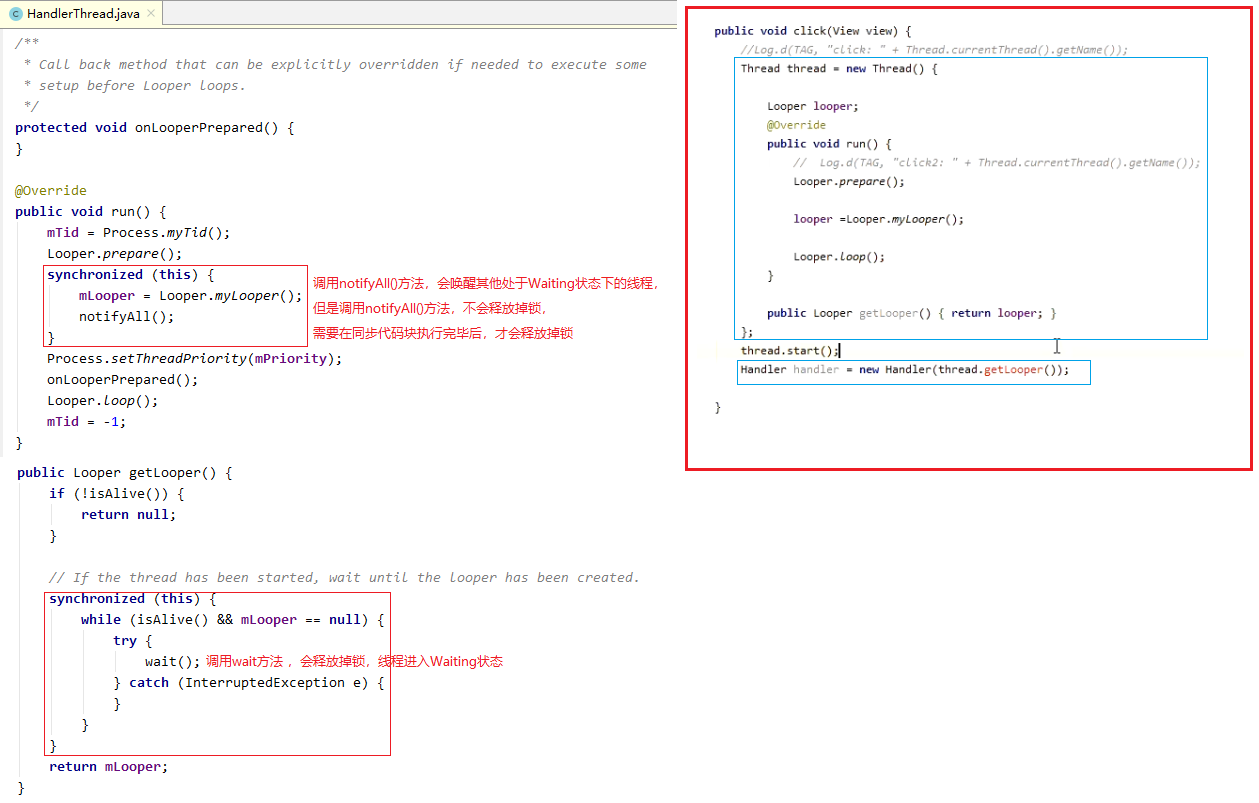 HandlerThread.java
/**
 * Call back method that can be explicitly overridden if needed to execute some
 * setup before Looper loops.
 */
protected void onLooperPrepared() {
}
@Override
public void run() {
    mTid = Process.myTid();
    Looper.prepare();
    synchronized (this) {
        mLooper = Looper.myLooper();
        notifyAll();
    }
    Process.setThreadPriority(mPriority);
    onLooperPrepared();
    Looper.loop();
    mTid = -1;
}
调用notifyAll()方法，会唤醒其他处于Waiting状态下的线程，
但是调用notifyAll()方法，不会释放掉锁，
需要在同步代码块执行完毕后，才会释放掉锁
public Looper getLooper() {
    if (!isAlive()) {
        return null;
    }
    // If the thread has been started, wait until the looper has been created.
    synchronized (this) {
        while (isAlive() && mLooper == null) {
            try {
                wait(); 调用wait方法 ，会释放掉锁，线程进入Waiting状态
            } catch (InterruptedException e) {
            }
        }
    }
    return mLooper;
}
public void click(View view) {
    //Log.d(TAG, "click: " + Thread.currentThread().getName());
    Thread thread = new Thread() {
        Looper looper;
        @Override
        public void run() {
            //  Log.d(TAG, "click2: " + Thread.currentThread().getName());
            Looper.prepare();
            looper =Looper.myLooper();
            Looper.loop();
        }
        public Looper getLooper() { return looper; }
    };
    thread.start();
    Handler handler = new Handler(thread.getLooper());
}